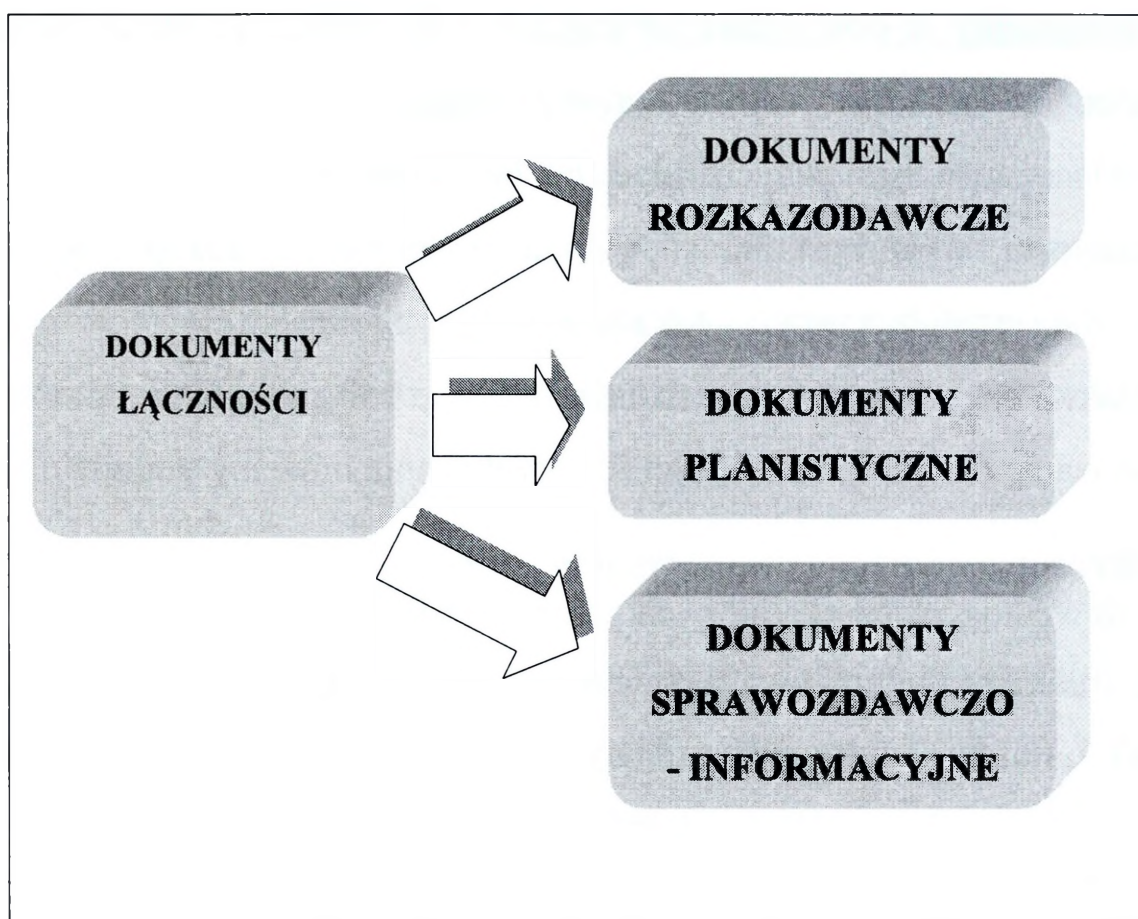 DOKUMENTY
ROZKAZODAWCZE
DOKUMENTY
ŁĄCZNOŚCI
DOKUMENTY
PLANISTYCZNE
DOKUMENTY
SPRAWOZDAWCZO
- INFORMACYJNE